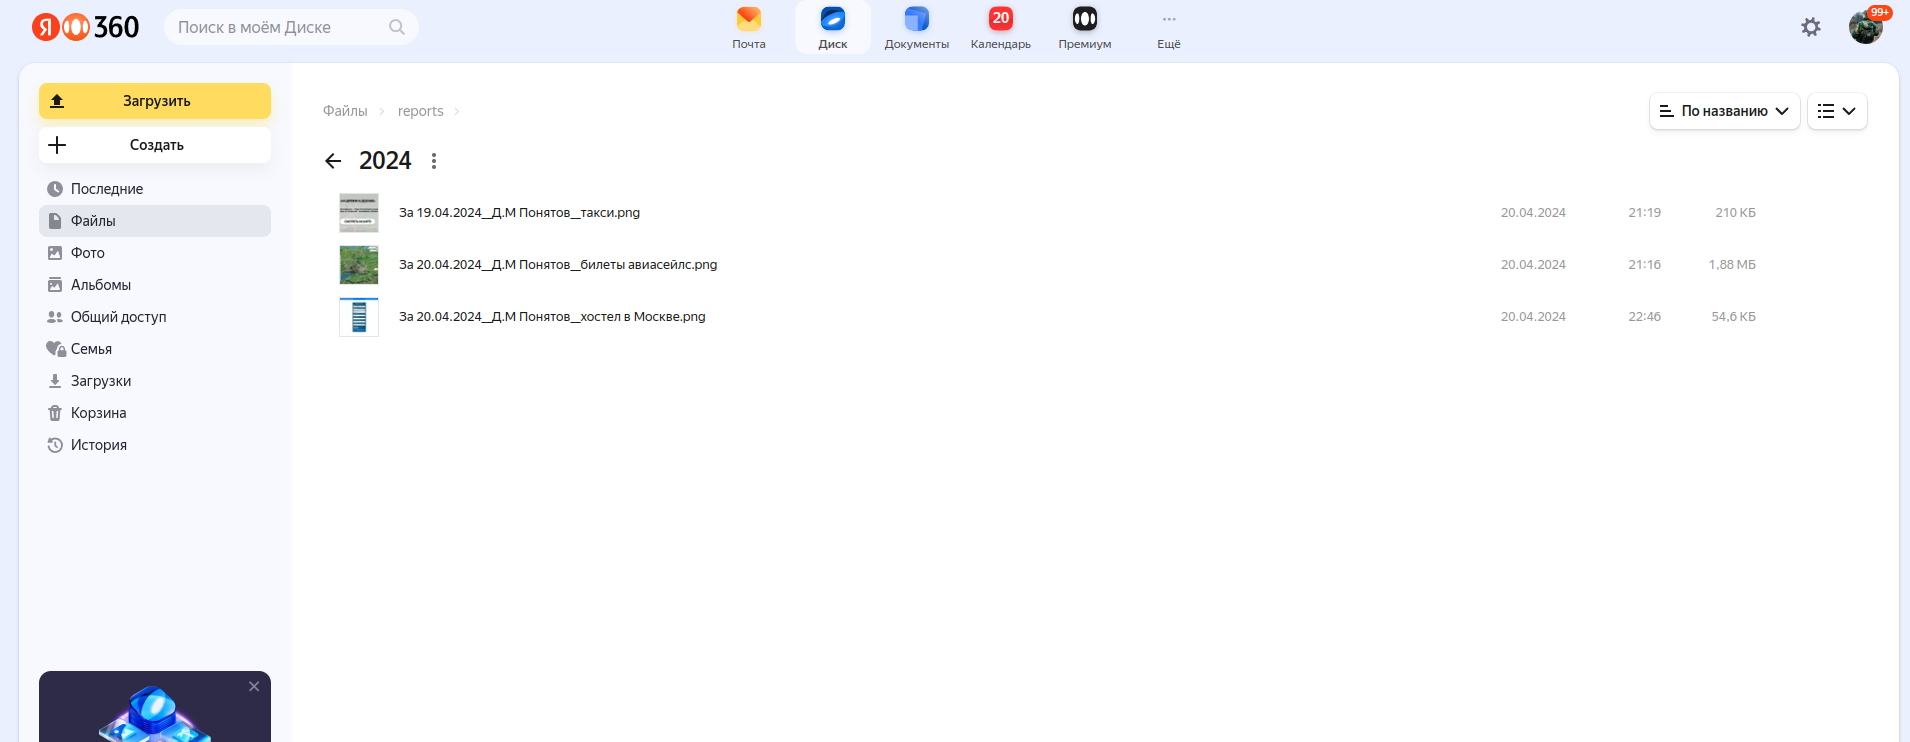 Я 360
Поиск в моём Диске
Почта
Диск
Документы
20
Календарь
Премиум
Ещё
99+
Загрузить
Создать
Последние
Файлы
Фото
Альбомы
Общий доступ
Семья
Загрузки
Корзина
История
Файлы
reports
По названию
2024
За 19.04.2024__Д.М Понятов__такси.png 20.04.2024 21:19 210 КБ
За 20.04.2024__Д.М Понятов__билеты авиасейлс.png 20.04.2024 21:16 1,88 МБ
За 20.04.2024__Д.М Понятов__хостел в Москве.png 20.04.2024 22:46 54,6 КБ